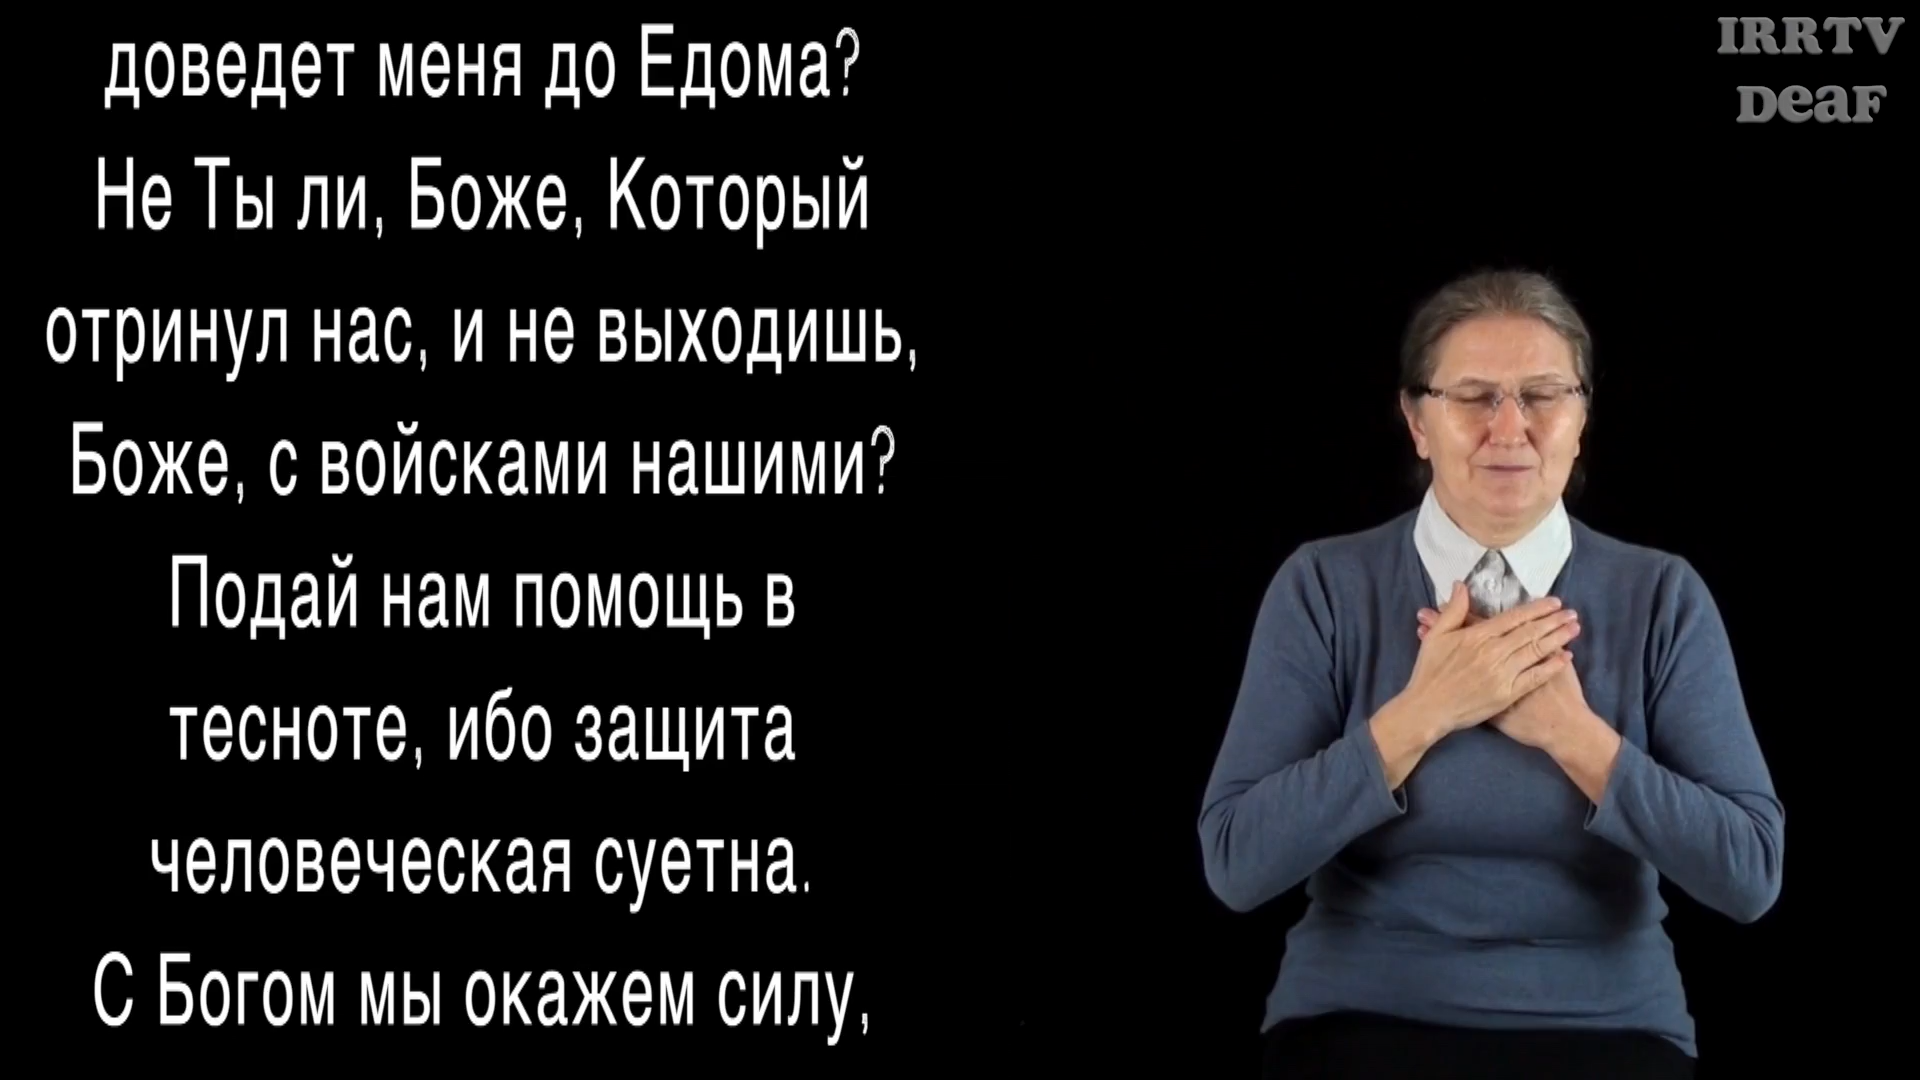 доведет меня до Едома?
Не Ты ли, Боже, Который
отринул нас, и не выходишь,
Боже, с войсками нашими?
Подай нам помощь в
тесноте, ибо защита
человеческая суетна.
С Богом мы окажем силу,
IRRTV
Deaf